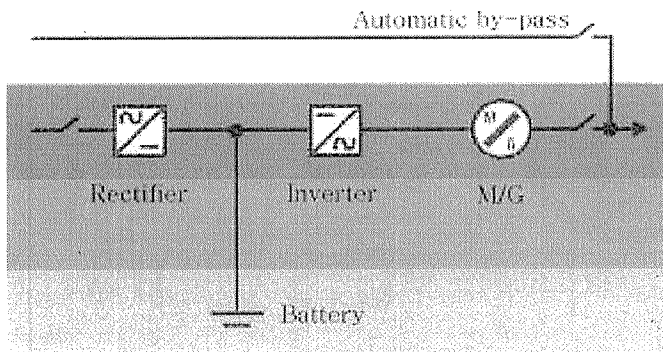 Automatic by-pass
M
G
Rectifier
Inverter
M/G
Battery